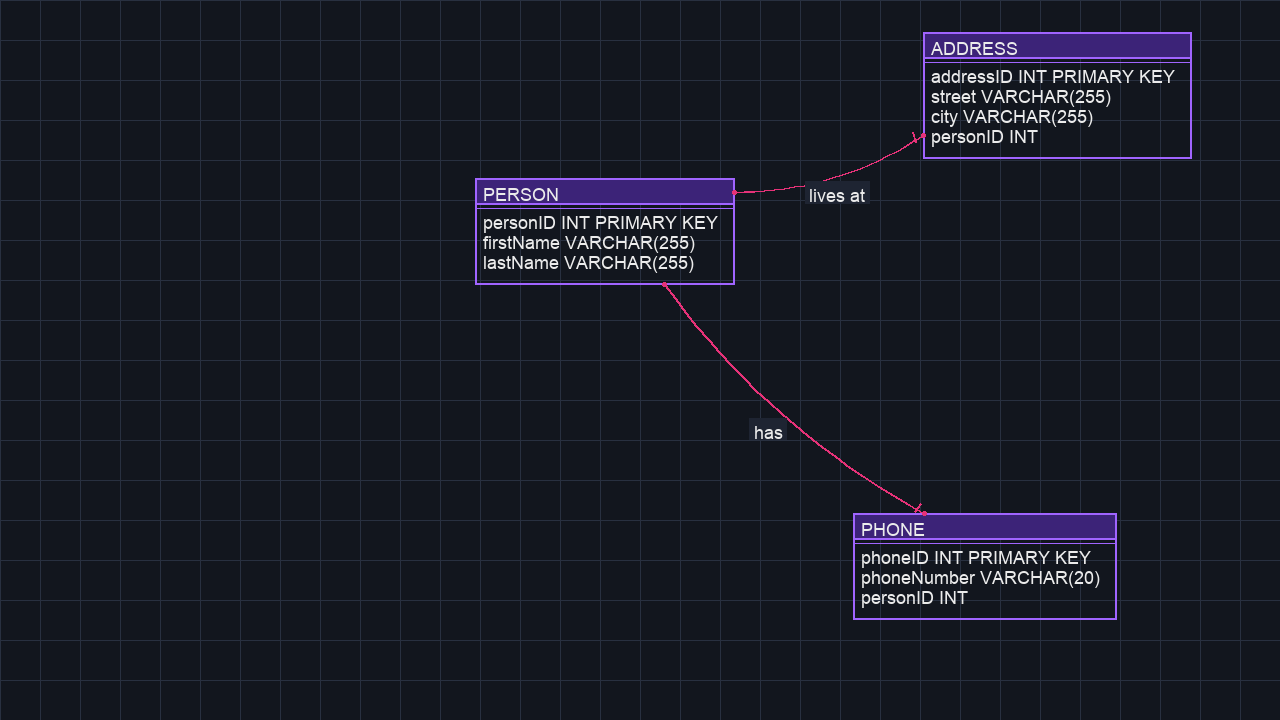 ADDRESS
addressID INT PRIMARY KEY
street VARCHAR(255)
city VARCHAR(255)
personID INT
lives at
PERSON
personID INT PRIMARY KEY
firstName VARCHAR(255)
lastName VARCHAR(255)
has
PHONE
phoneID INT PRIMARY KEY
phoneNumber VARCHAR(20)
personID INT